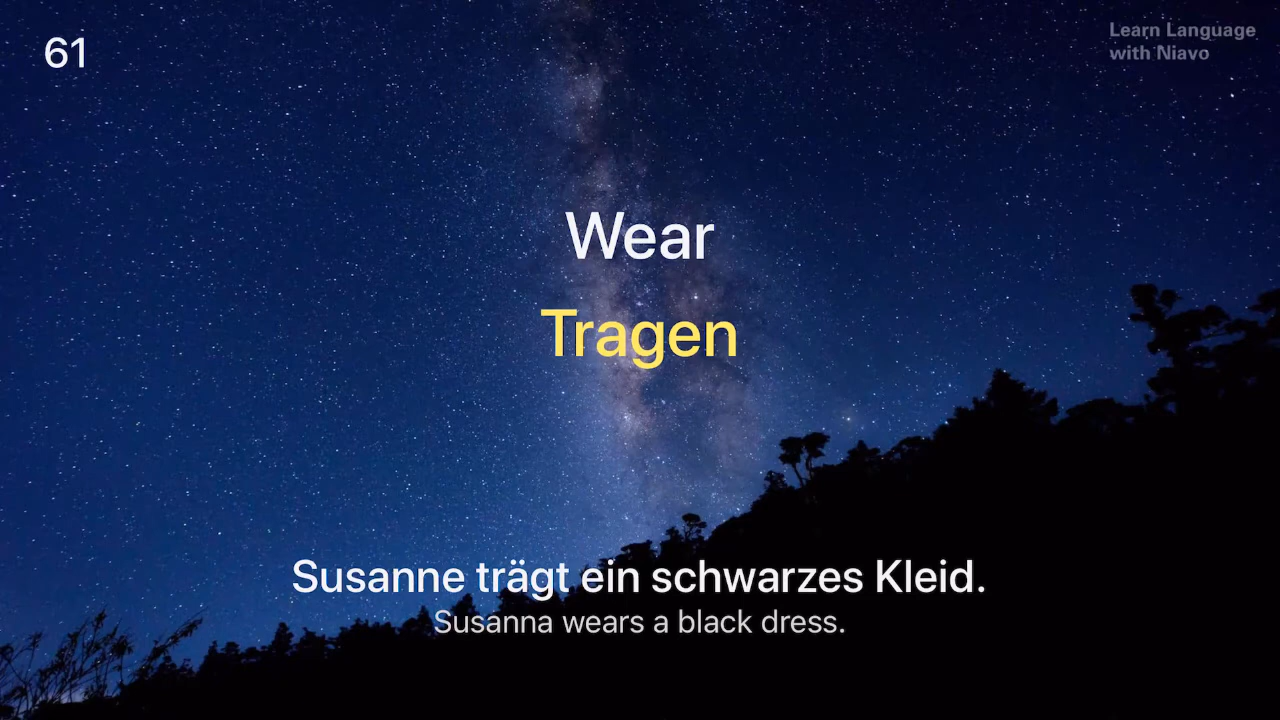 61
Learn Language
with Niavo
Wear
Tragen
Susanne trägt ein schwarzes Kleid.
Susanna wears a black dress.